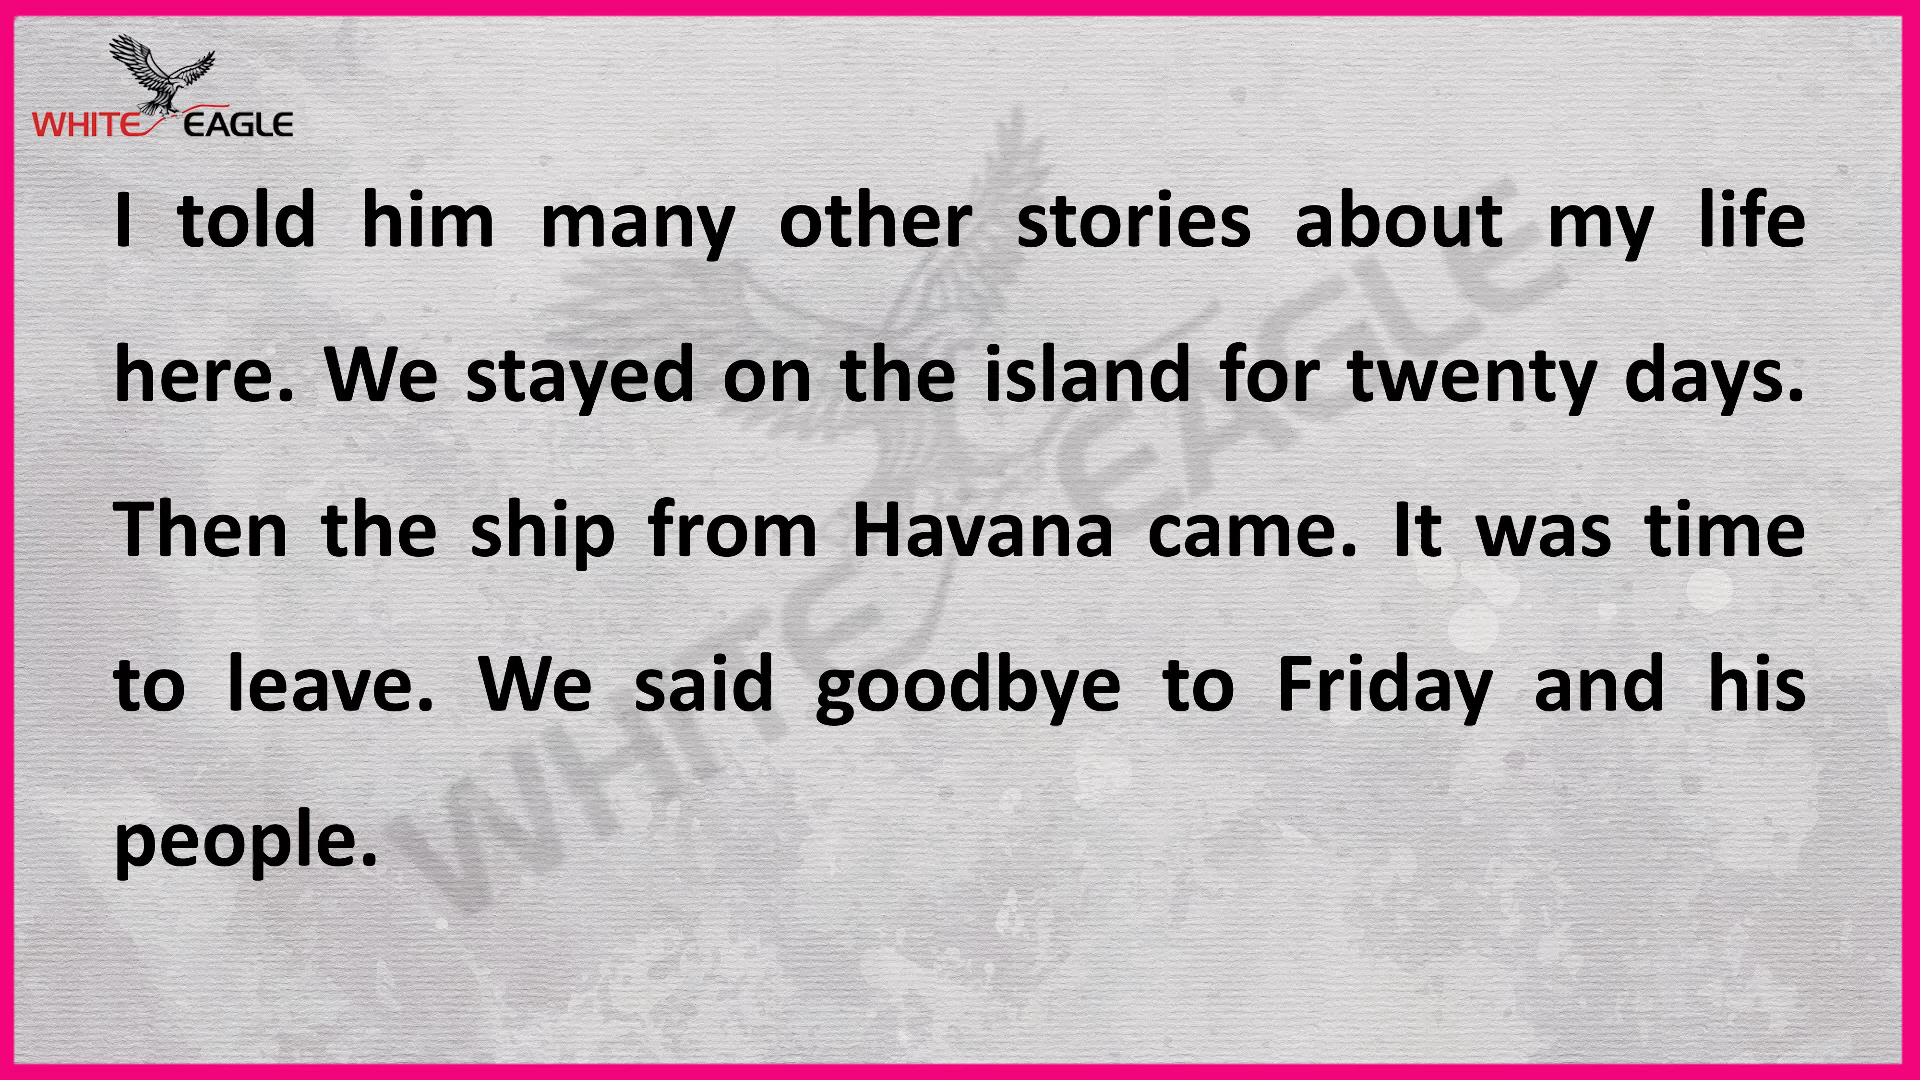 WHITE EAGLE
I told him many other stories about my life
here. We stayed on the island for twenty days.
Then the ship from Havana came. It was time
to leave. We said goodbye to Friday and his
people.
WHITE EAGLE